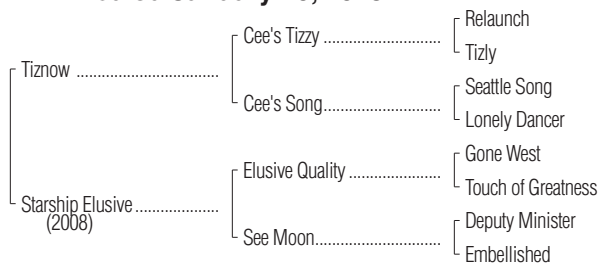 Relaunch
Cee's Tizzy
Tizly
Tiznow
Seattle Song
Cee's Song
Lonely Dancer
Gone West
Elusive Quality
Touch of Greatness
Starship Elusive
(2008)
Deputy Minister
See Moon
Embellished